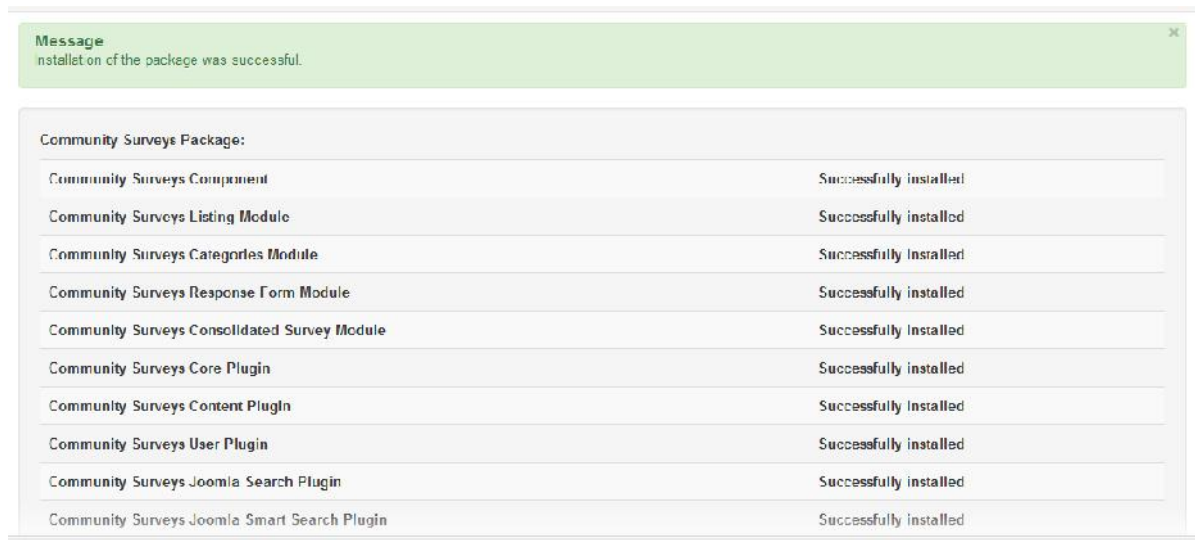 Message
Installation of the package was successful.
Community Surveys Package:
Community Surveys Component Successfully installed
Community Surveys Listing Module Successfully installed
Community Surveys Categories Module Successfully installed
Community Surveys Response Form Module Successfully installed
Community Surveys Consolidated Survey Module Successfully installed
Community Surveys Core Plugin Successfully installed
Community Surveys Content Plugin Successfully installed
Community Surveys User Plugin Successfully installed
Community Surveys Joomla Search Plugin Successfully installed
Community Surveys Joomla Smart Search Plugin Successfully installed